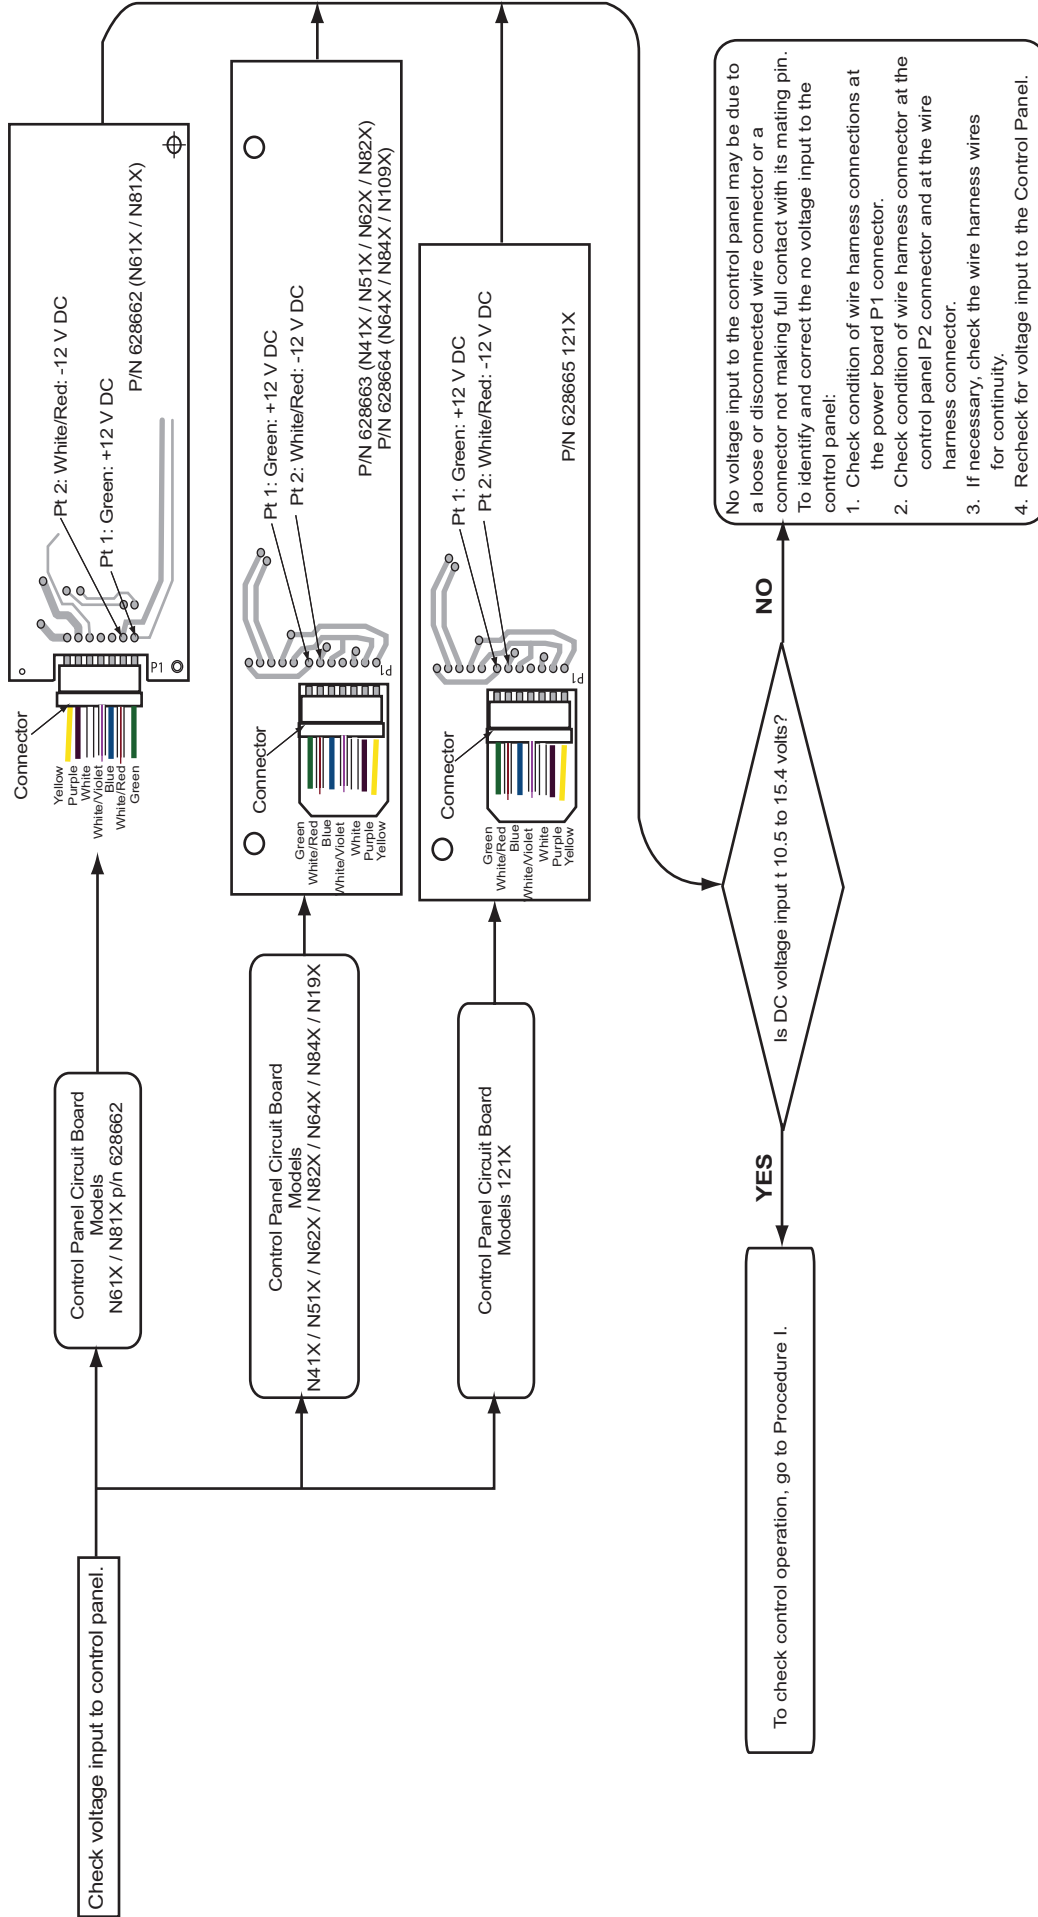 Check voltage input to control panel.
Control Panel Circuit Board
Models
N61X / N81X p/n 628662
Connector
Yellow
Purple
White
White/Violet
Blue
White/Red
Green
P1
Pt 2: White/Red: -12 V DC
Pt 1: Green: +12 V DC
P/N 628662 (N61X / N81X)
Control Panel Circuit Board
Models
N41X / N51X / N62X / N82X / N64X / N84X / N19X
Connector
Green
White/Red
Blue
White/Violet
White
Purple
Yellow
P1
Pt 1: Green: +12 V DC
Pt 2: White/Red: -12 V DC
P/N 628663 (N41X / N51X / N62X / N82X)
P/N 628664 (N64X / N84X / N109X)
Control Panel Circuit Board
Models 121X
Connector
Green
White/Red
Blue
White/Violet
White
Purple
Yellow
P1
Pt 1: Green: +12 V DC
Pt 2: White/Red: -12 V DC
P/N 628665 121X
Is DC voltage input t 10.5 to 15.4 volts?
YES
To check control operation, go to Procedure I.
NO
No voltage input to the control panel may be due to
a loose or disconnected wire connector or a
connector not making full contact with its mating pin.
To identify and correct the no voltage input to the
control panel:
1. Check condition of wire harness connections at
the power board P1 connector.
2. Check condition of wire harness connector at the
control panel P2 connector and at the wire
harness connector.
3. If necessary, check the wire harness wires
for continuity.
4. Recheck for voltage input to the Control Panel.